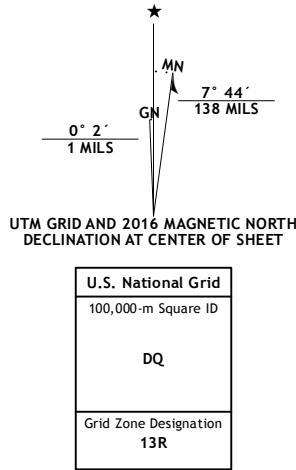 ★
MN
GN
7° 44´
138 MILS
0° 2´
1 MILS
UTM GRID AND 2016 MAGNETIC NORTH
DECLINATION AT CENTER OF SHEET
U.S. National Grid
100,000-m Square ID
DQ
Grid Zone Designation
13R